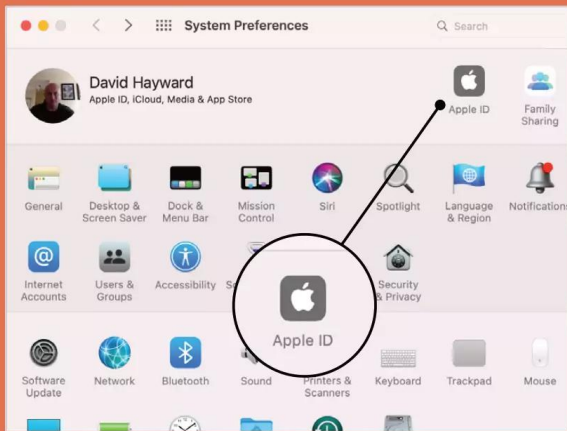 System Preferences
Search
David Hayward
Apple ID, iCloud, Media & App Store
Apple ID
Family
Sharing
General
Desktop &
Screen Saver
Dock &
Menu Bar
Mission
Control
Siri
Spotlight
Language
& Region
Notifications
Internet
Accounts
Users &
Groups
Accessibility
Security
& Privacy
Apple ID
Software
Update
Network
Bluetooth
Sound
Printers &
Scanners
Keyboard
Trackpad
Mouse